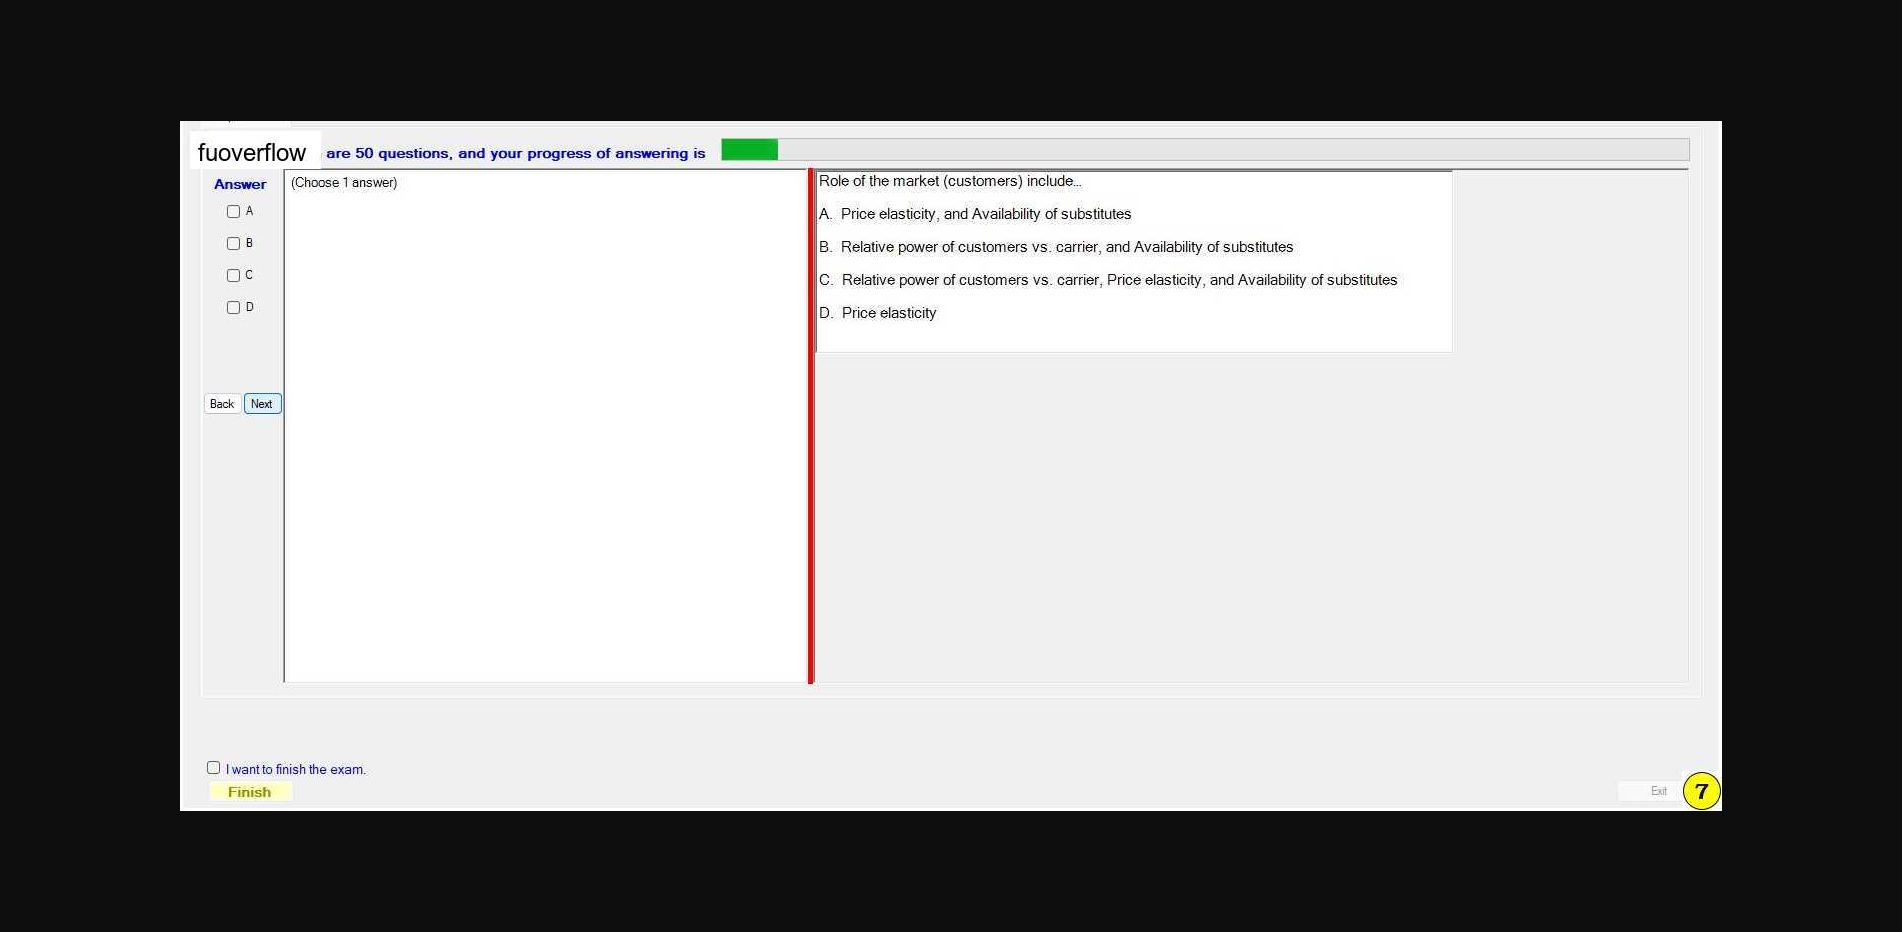 fuoverflow are 50 questions, and your progress of answering is
Answer
A
B
C
D
Back Next
(Choose 1 answer)
Role of the market (customers) include...
A. Price elasticity, and Availability of substitutes
B. Relative power of customers vs. carrier, and Availability of substitutes
C. Relative power of customers vs. carrier, Price elasticity, and Availability of substitutes
D. Price elasticity
I want to finish the exam.
Finish
Exit
7